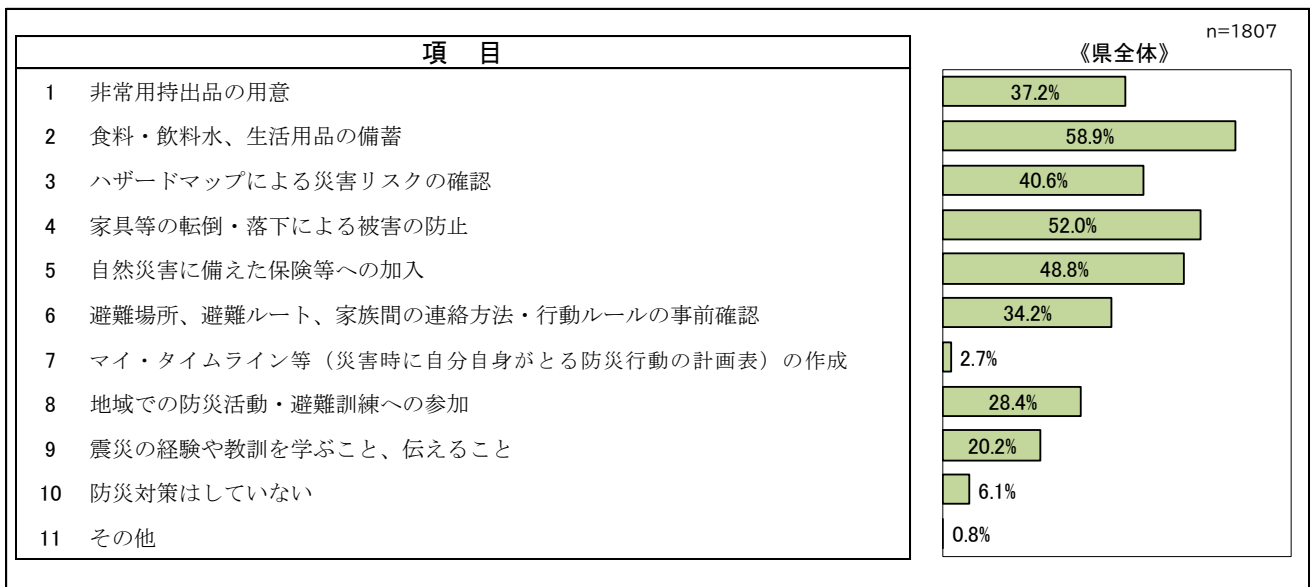 n=1807
項 目 《県全体》
1 非常用持出品の用意 37.2%
2 食料・飲料水、生活用品の備蓄 58.9%
3 ハザードマップによる災害リスクの確認 40.6%
4 家具等の転倒・落下による被害の防止 52.0%
5 自然災害に備えた保険等への加入 48.8%
6 避難場所、避難ルート、家族間の連絡方法・行動ルールの事前確認 34.2%
7 マイ・タイムライン等（災害時に自分自身がとる防災行動の計画表）の作成 2.7%
8 地域での防災活動・避難訓練への参加 28.4%
9 震災の経験や教訓を学ぶこと、伝えること 20.2%
10 防災対策はしていない 6.1%
11 その他 0.8%